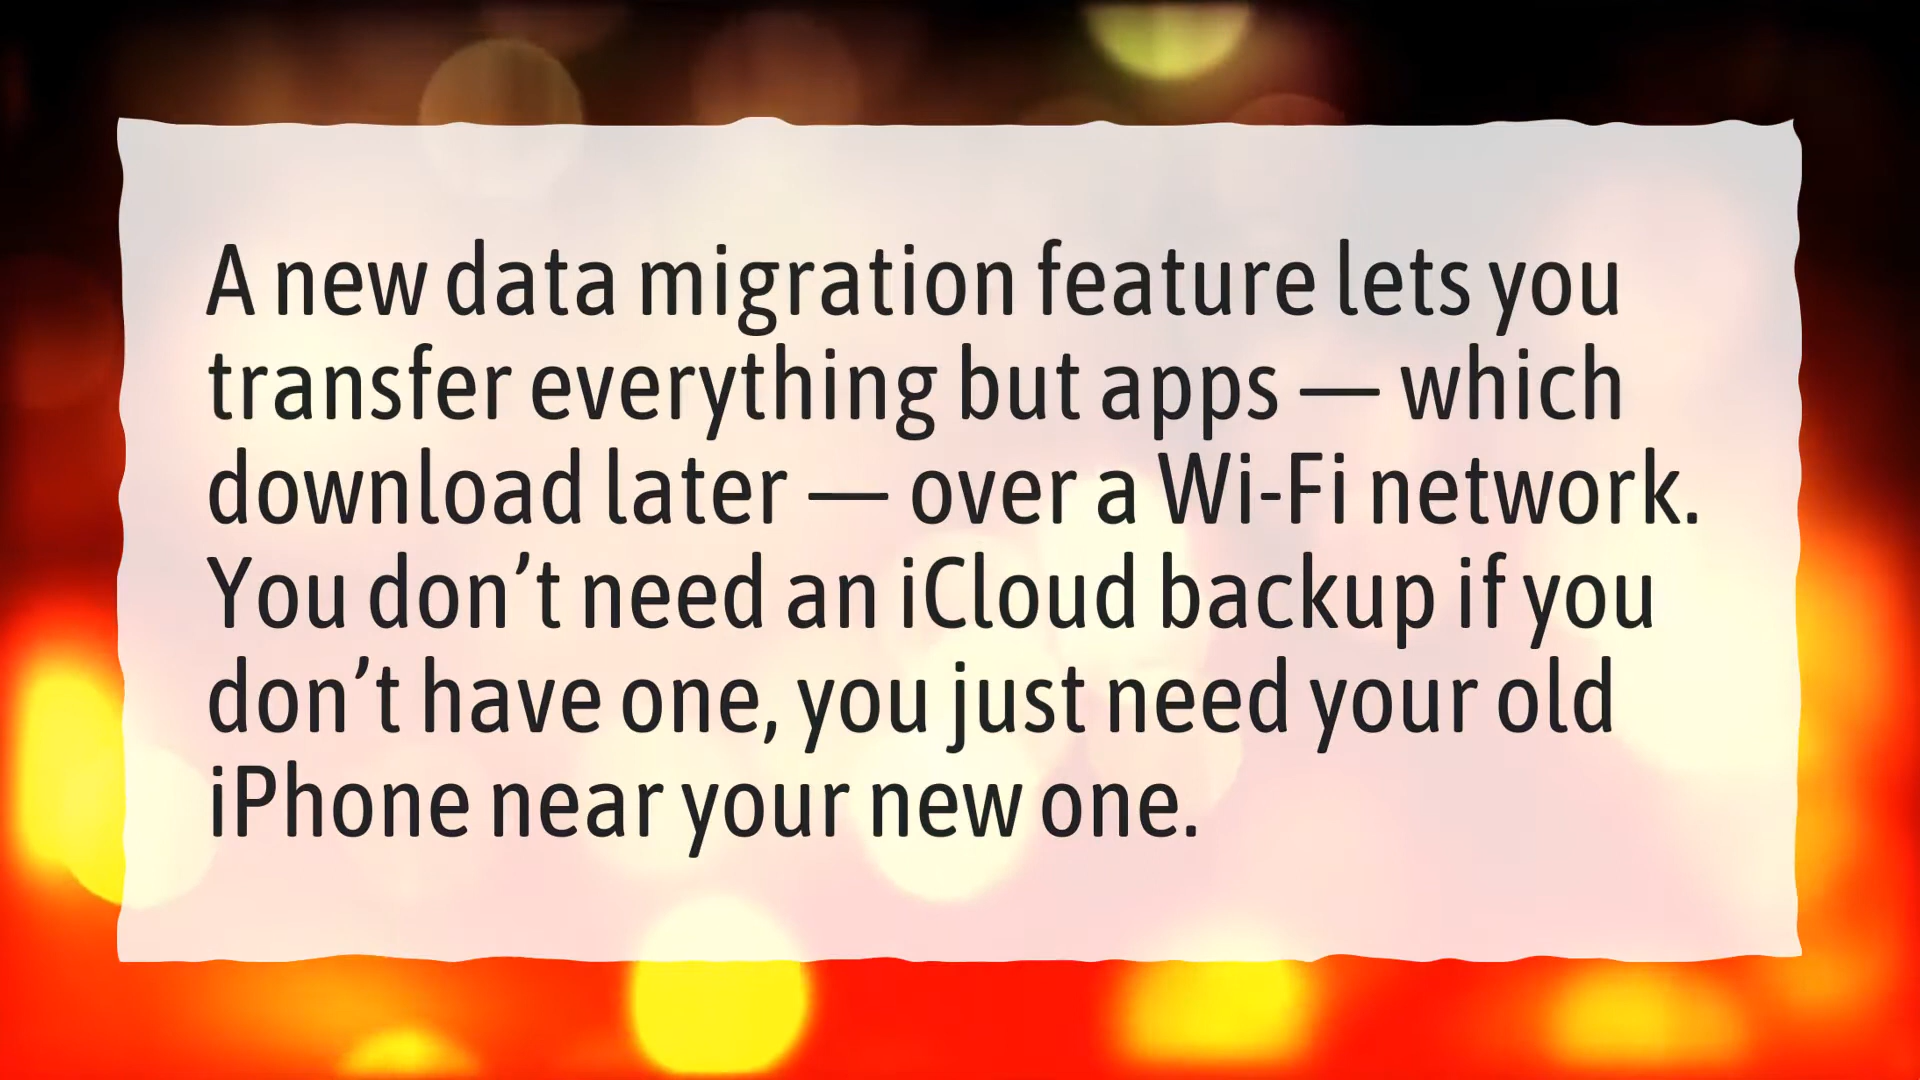 A new data migration feature lets you
transfer everything but apps — which
download later — over a Wi-Fi network.
You don’t need an iCloud backup if you
don’t have one, you just need your old
iPhone near your new one.